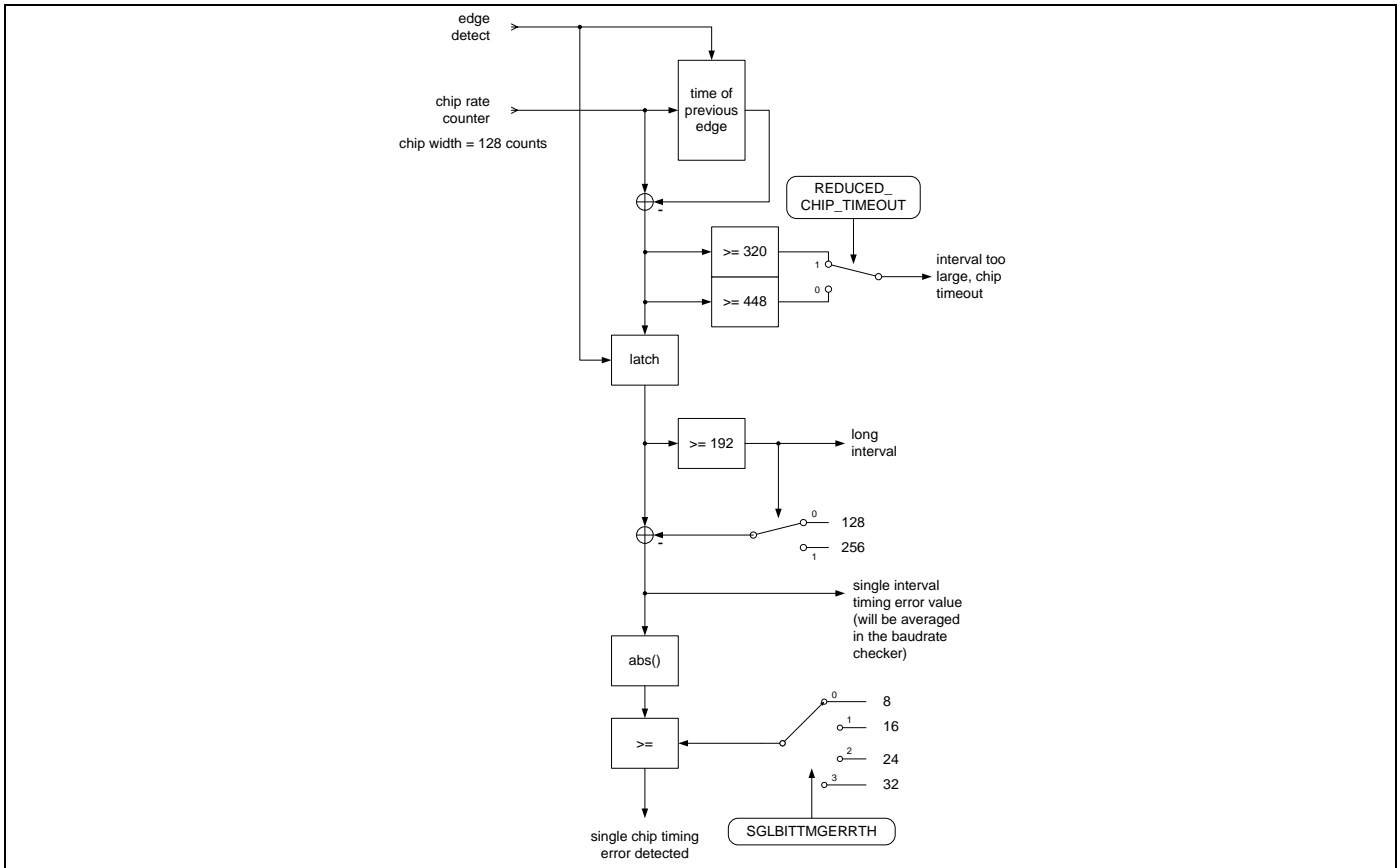 edge
detect
time of
previous
edge
chip rate
counter
chip width = 128 counts
-
REDUCED_
CHIP_TIMEOUT
>= 320
1
interval too
large, chip
timeout
0
>= 448
latch
>= 192
long
interval
0
128
-
256
1
single interval
timing error value
(will be averaged
in the baudrate
checker)
abs()
0
8
1
16
>=
2
24
3
32
SGLBITTMGERRTH
single chip timing
error detected